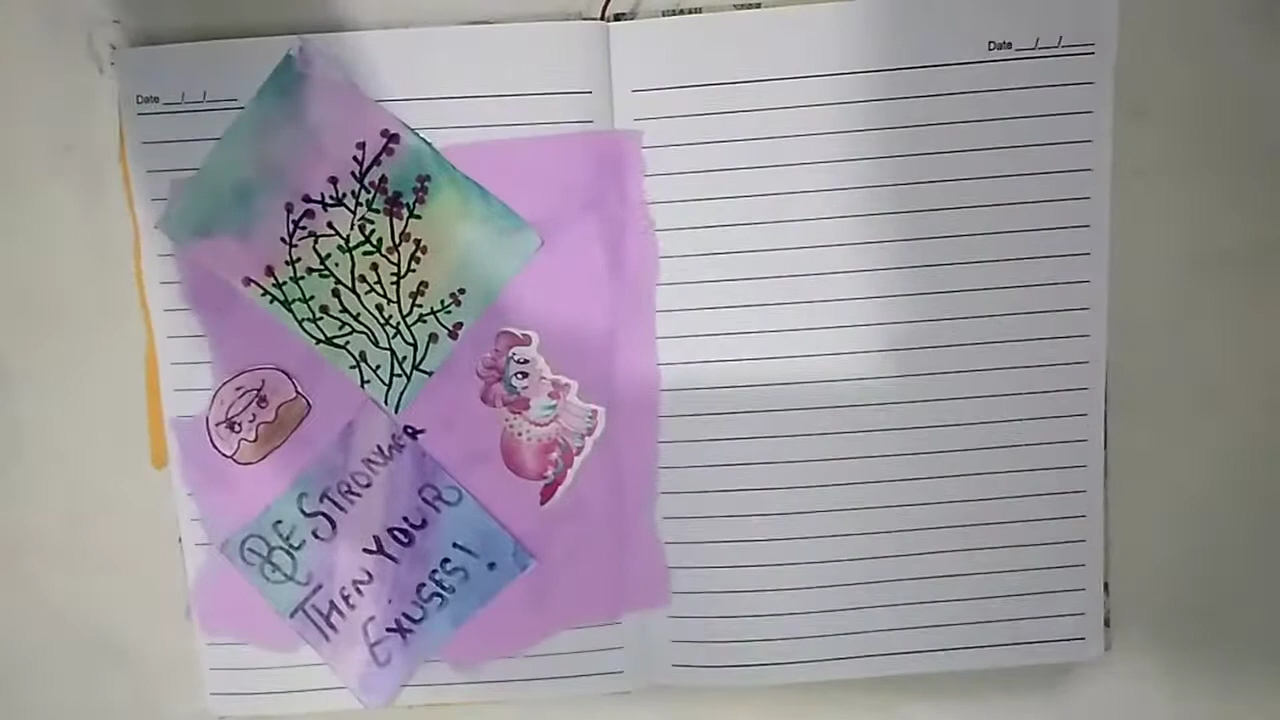 Date __/__/____
Date __/__/____
BE STRONGER
THEN YOUR
EXUSES!